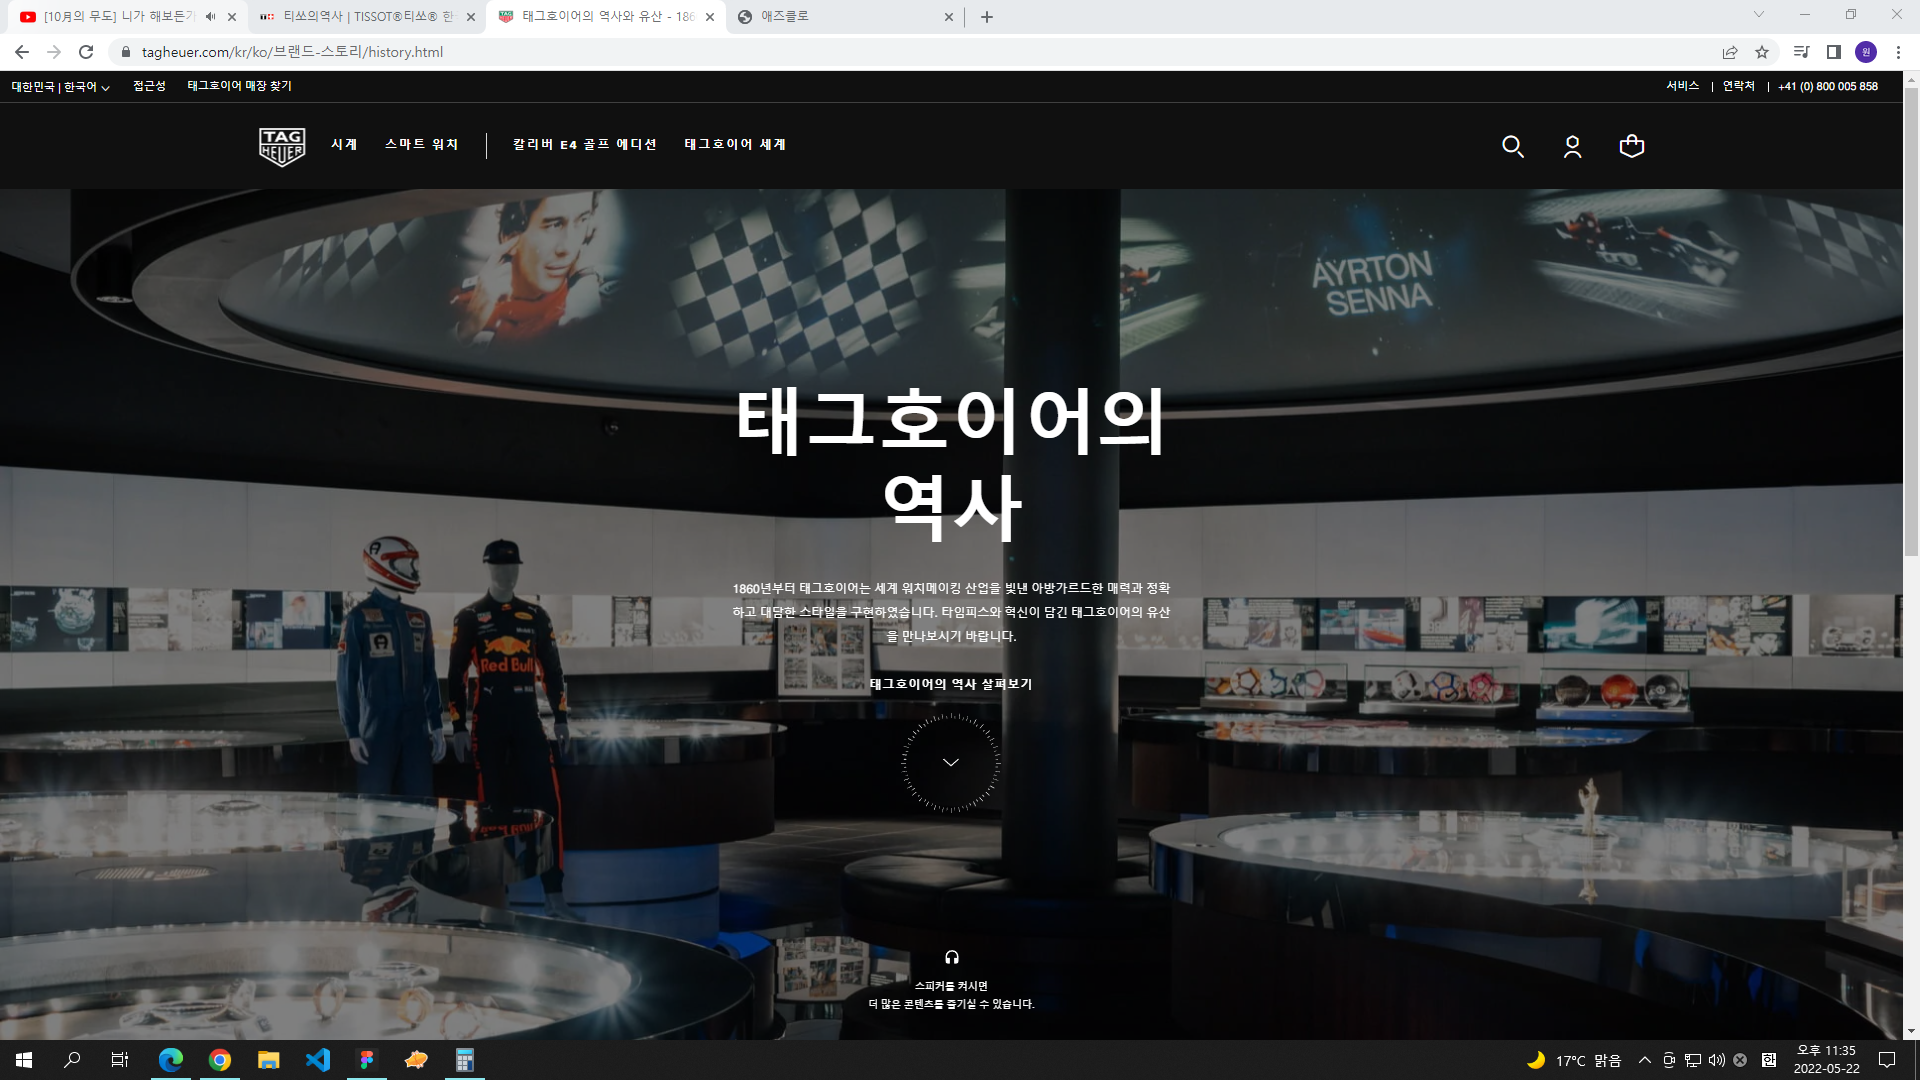 [10月의 무도] 니가 해보든가
티쏘의역사 | TISSOT®티쏘® 한
태그호이어의 역사와 유산 - 186
애즈클로
tagheuer.com/kr/ko/브랜드-스토리/history.html
원
대한민국 | 한국어
접근성
태그호이어 매장 찾기
서비스 | 연락처 | +41 (0) 800 005 858
TAG
HEUER
시계
스마트 워치
칼리버 E4 골프 에디션
태그호이어 세계
AYRTON
SENNA
태그호이어의
역사
1860년부터 태그호이어는 세계 워치메이킹 산업을 빛낸 아방가르드한 매력과 정확
하고 대담한 스타일을 구현하였습니다. 타임피스와 혁신이 담긴 태그호이어의 유산
을 만나보시기 바랍니다.
Red Bull
태그호이어의 역사 살펴보기
스피커를 켜시면
더 많은 콘텐츠를 즐기실 수 있습니다.
17°C 맑음
한
오후 11:35
2022-05-22